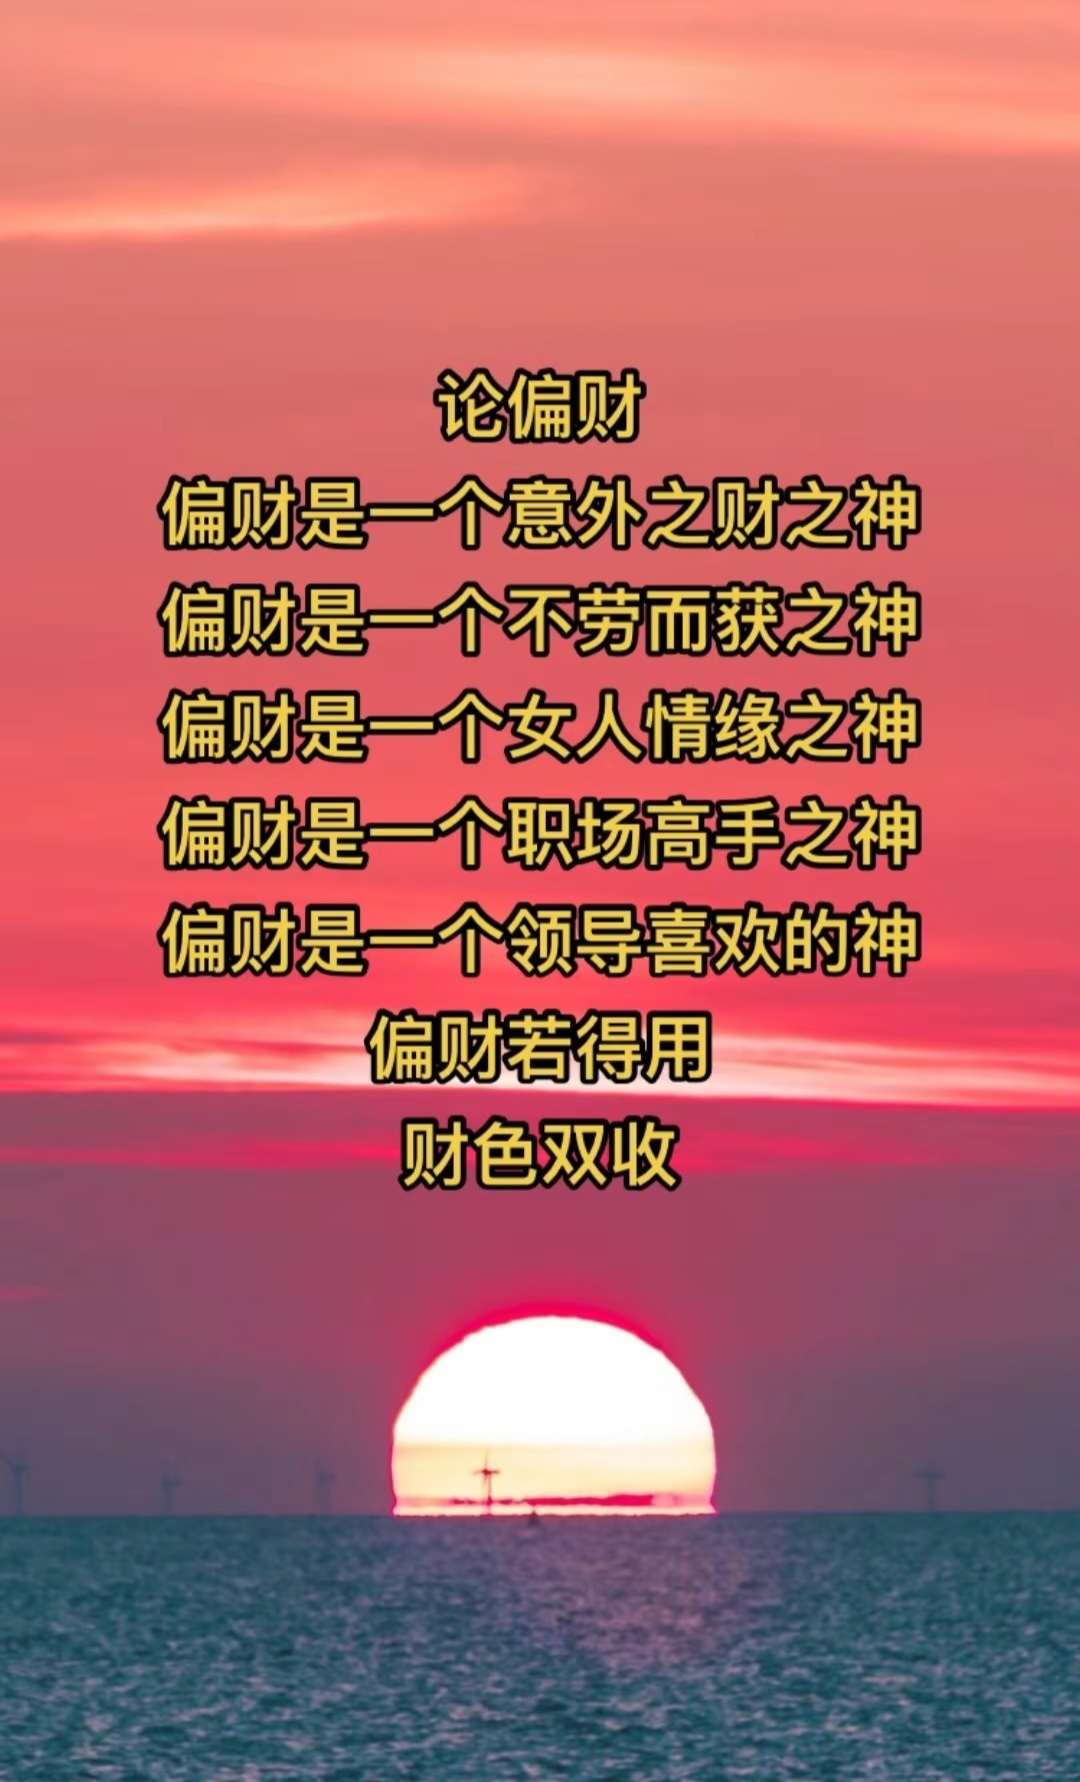 论偏财
偏财是一个意外之财之神
偏财是一个不劳而获之神
偏财是一个女人情缘之神
偏财是一个职场高手之神
偏财是一个领导喜欢的神
偏财若得用
财色双收